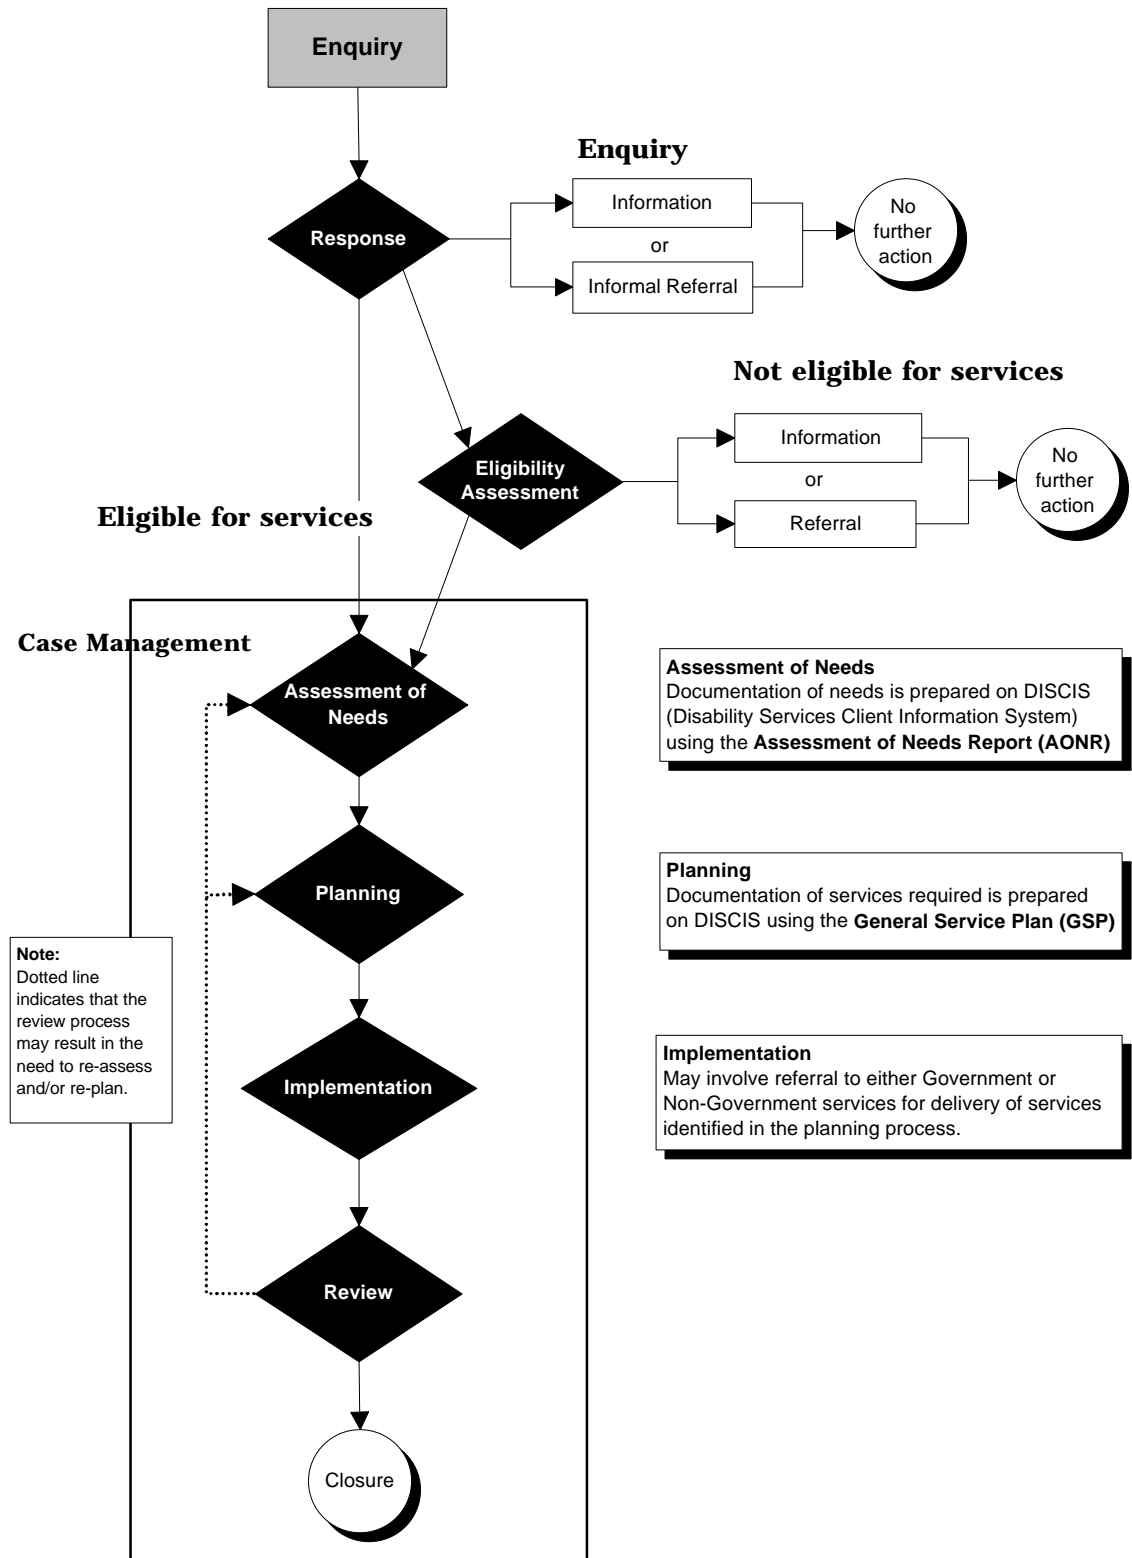 Enquiry
Enquiry
Information
or
Informal Referral
No
further
action
Response
Not eligible for services
Information
or
Referral
No
further
action
Eligibility
Assessment
Eligible for services
Case Management
Assessment of
Needs
Assessment of Needs
Documentation of needs is prepared on DISCIS
(Disability Services Client Information System)
using the Assessment of Needs Report (AONR)
Planning
Planning
Documentation of services required is prepared
on DISCIS using the General Service Plan (GSP)
Note:
Dotted line
indicates that the
review process
may result in the
need to re-assess
and/or re-plan.
Implementation
Implementation
May involve referral to either Government or
Non-Government services for delivery of services
identified in the planning process.
Review
Closure